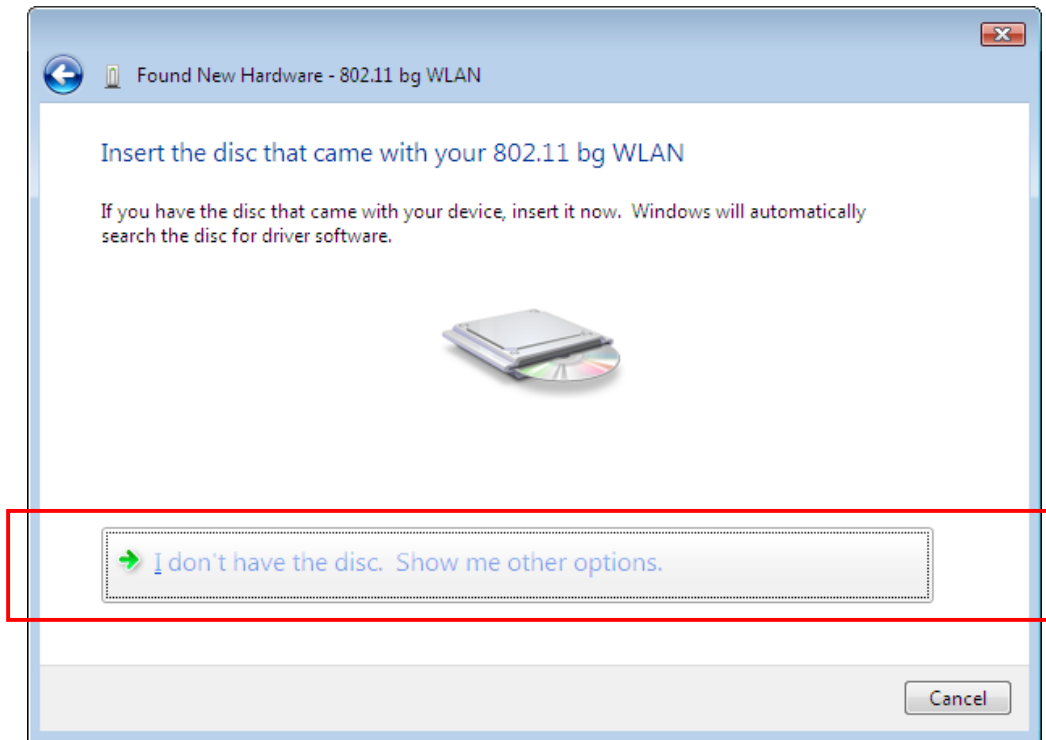 Found New Hardware - 802.11 bg WLAN
Insert the disc that came with your 802.11 bg WLAN
If you have the disc that came with your device, insert it now.  Windows will automatically
search the disc for driver software.
I don't have the disc.  Show me other options.
Cancel